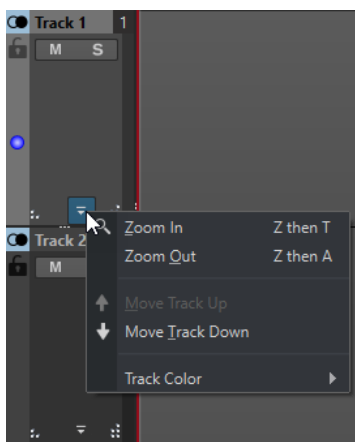 Track 1 1
M S
Track 2
M
Zoom In Z then T
Zoom Out Z then A
Move Track Up
Move Track Down
Track Color